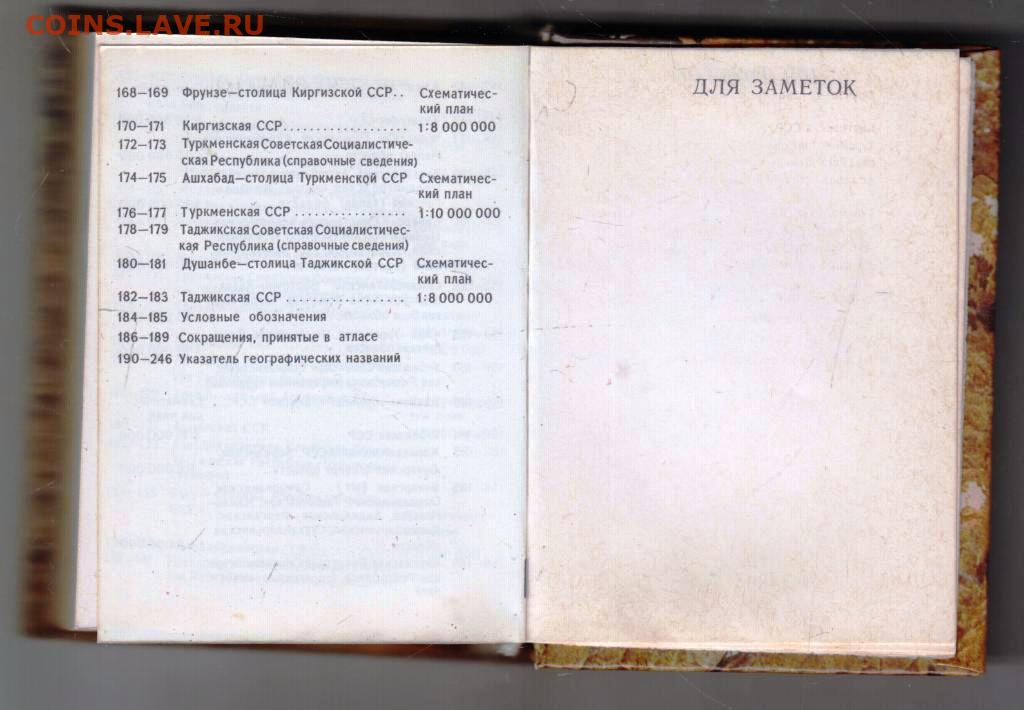 COINS.LAVE.RU
168—169 Фрунзе—столица Киргизской ССР.. Схематичес-
кий план
170—171 Киргизская ССР.................. 1:8 000 000
172—173 Туркменская Советская Социалистиче-
ская Республика (справочные сведения)
174—175 Ашхабад—столица Туркменской ССР Схематичес-
кий план
176—177 Туркменская ССР ................ 1:10 000 000
178—179 Таджикская Советская Социалистичес-
кая Республика (справочные сведения)
180—181 Душанбе—столица Таджикской ССР Схематичес-
кий план
182—183 Таджикская ССР ................. 1:8 000 000
184—185 Условные обозначения
186—189 Сокращения, принятые в атласе
190—246 Указатель географических названий
ДЛЯ ЗАМЕТОК